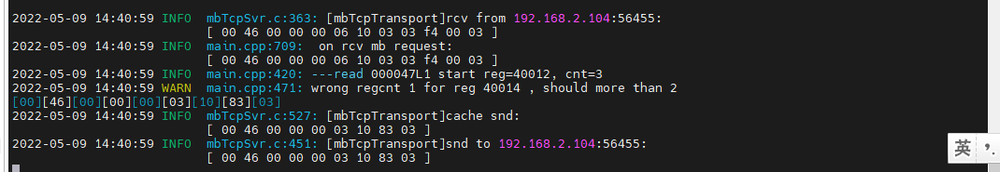 2022-05-09 14:40:59 INFO  mbTcpSvr.c:363: [mbTcpTransport]rcv from 192.168.2.104:56455:
[ 00 46 00 00 00 06 10 03 03 f4 00 03 ]
2022-05-09 14:40:59 INFO  main.cpp:709:  on rcv mb request:
[ 00 46 00 00 00 06 10 03 03 f4 00 03 ]
2022-05-09 14:40:59 INFO  main.cpp:420: ---read 000047L1 start reg=40012, cnt=3
2022-05-09 14:40:59 WARN  main.cpp:471: wrong regcnt 1 for reg 40014 , should more than 2
[00][46][00][00][00][03][10][83][03]
2022-05-09 14:40:59 INFO  mbTcpSvr.c:527: [mbTcpTransport]cache snd:
[ 00 46 00 00 00 03 10 83 03 ]
2022-05-09 14:40:59 INFO  mbTcpSvr.c:451: [mbTcpTransport]snd to 192.168.2.104:56455:
[ 00 46 00 00 00 03 10 83 03 ]
英